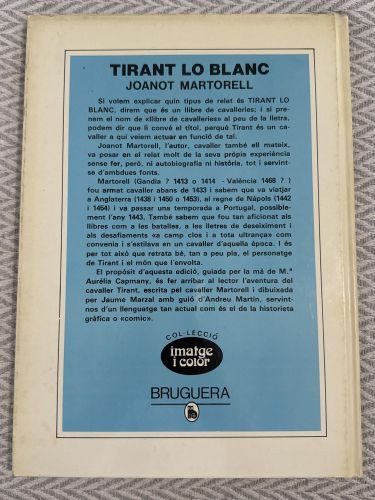 TIRANT LO BLANC
JOANOT MARTORELL
Si volem explicar quin tipus de relat és TIRANT LO
BLANC, direm que és un llibre de cavalleries; i si pre-
nem el nom de «llibre de cavalleries» al peu de la lletra,
podem dir que li convé el títol, perquè Tirant és un ca-
valler a qui veiem actuar en funció de tal.
Joanot Martorell, l'autor, cavaller també ell mateix,
va posar en el relat molt de la seva pròpia experiència
sense fer, però, ni autobiografia ni història, tot i servint-
se d'ambdues fonts.
Martorell (Gandia ? 1413 o 1414 - València 1468 ?)
fou armat cavaller abans de 1433 i sabem que va viatjar
a Anglaterra (1438 i 1450 o 1453), al regne de Nàpols (1442
i 1454) i va passar una temporada a Portugal, possible-
ment l'any 1443. També sabem que fou tan aficionat als
llibres com a les batalles, a les lletres de deseiximent i
als desafiaments «a camp clos i a tota ultrança» com
convenia i s'estilava en un cavaller d'aquella època. I és
per tot això que retrata bé, tan a peu ple, el personatge
de Tirant i el món que l'envolta.
El propòsit d'aquesta edició, guiada per la mà de M.ª
Aurèlia Capmany, és fer arribar al lector l'aventura del
cavaller Tirant, escrita pel cavaller Martorell i dibuixada
per Jaume Marzal amb guió d'Andreu Martin, servint-
nos d'un llenguatge tan actual com és el de la historieta
gràfica o «comic».
COL·LECCIÓ
imatge
i color
BRUGUERA